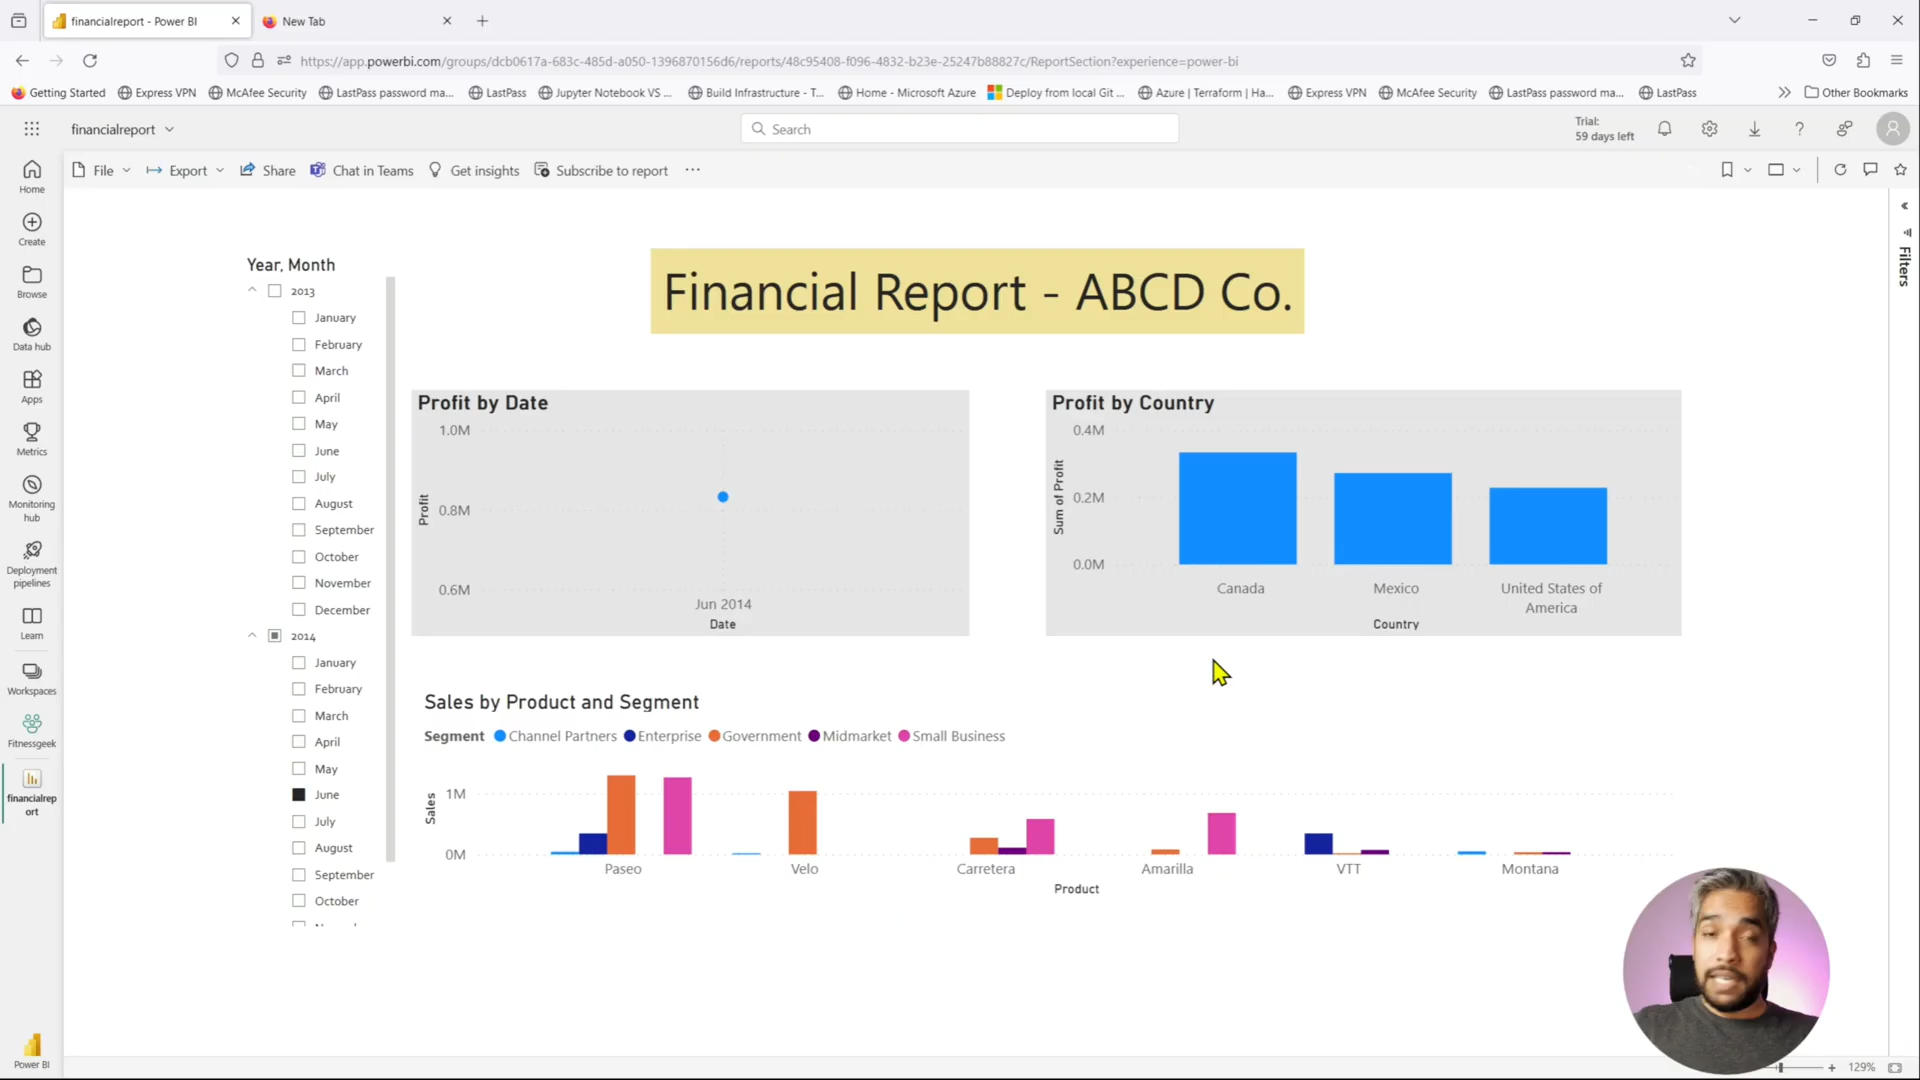 financialreport - Power BI
New Tab
https://app.powerbi.com/groups/dcb0617a-683c-485d-a050-1396870156d6/reports/48c95408-f096-4832-b23e-25247b88827c/ReportSection?experience=power-bi
Getting Started Express VPN McAfee Security LastPass password ma... LastPass Jupyter Notebook VS ... Build Infrastructure - T... Home - Microsoft Azure Deploy from local Git ... Azure | Terraform | Ha... Express VPN McAfee Security LastPass password ma... LastPass Other Bookmarks
financialreport
Search
Trial:
59 days left
File Export Share Chat in Teams Get insights Subscribe to report
Home
Create
Browse
Data hub
Apps
Metrics
Monitoring
hub
Deployment
pipelines
Learn
Workspaces
Fitnessgeek
financialrep
ort
Power BI
Year, Month
2013
January
February
March
April
May
June
July
August
September
October
November
December
2014
January
February
March
April
May
June
July
August
September
October
Financial Report - ABCD Co.
Profit by Date
1.0M
0.8M
0.6M
Profit
Jun 2014
Date
Profit by Country
0.4M
0.2M
0.0M
Sum of Profit
Canada Mexico United States of
America
Country
Sales by Product and Segment
Segment Channel Partners Enterprise Government Midmarket Small Business
Sales
1M
0M
Paseo Velo Carretera Amarilla VTT Montana
Product
Filters
129%